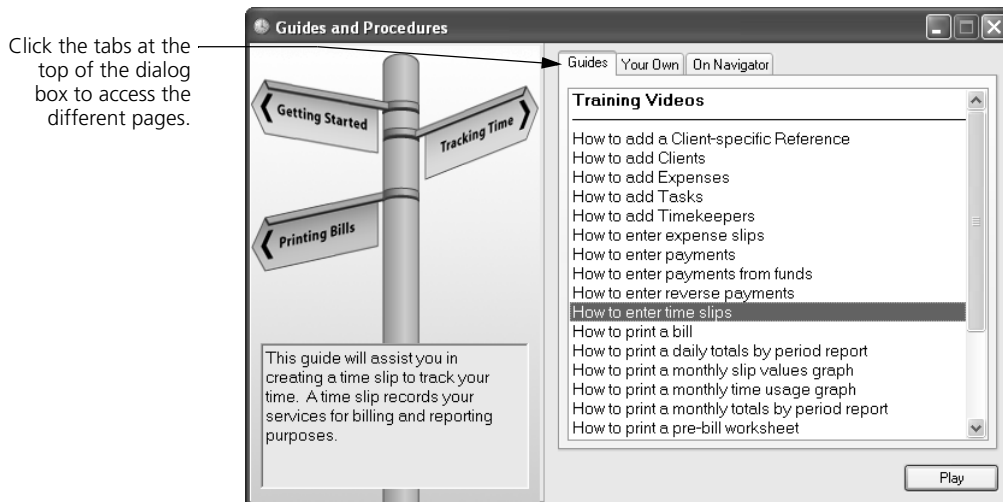 Click the tabs at the
top of the dialog
box to access the
different pages.
Guides and Procedures
Getting Started
Tracking Time
Printing Bills
This guide will assist you in
creating a time slip to track your
time. A time slip records your
services for billing and reporting
purposes.
Guides Your Own On Navigator
Training Videos
How to add a Client-specific Reference
How to add Clients
How to add Expenses
How to add Tasks
How to add Timekeepers
How to enter expense slips
How to enter payments
How to enter payments from funds
How to enter reverse payments
How to enter time slips
How to print a bill
How to print a daily totals by period report
How to print a monthly slip values graph
How to print a monthly time usage graph
How to print a monthly totals by period report
How to print a pre-bill worksheet
Play